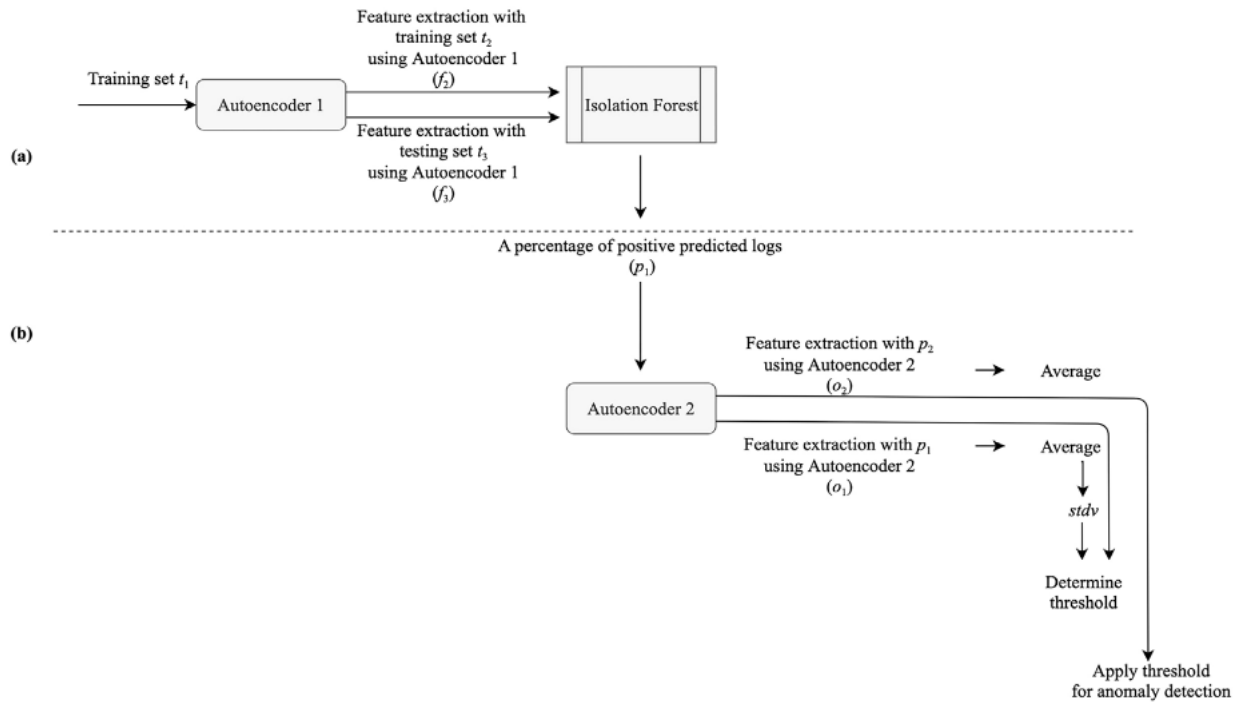 (a)
Training set t₁
Autoencoder 1
Feature extraction with
training set t₂
using Autoencoder 1
(f₂)
Feature extraction with
testing set t₃
using Autoencoder 1
(f₃)
Isolation Forest
A percentage of positive predicted logs
(p₁)
(b)
Autoencoder 2
Feature extraction with p₂
using Autoencoder 2
(o₂)
Average
Feature extraction with p₁
using Autoencoder 2
(o₁)
Average
stdv
Determine
threshold
Apply threshold
for anomaly detection